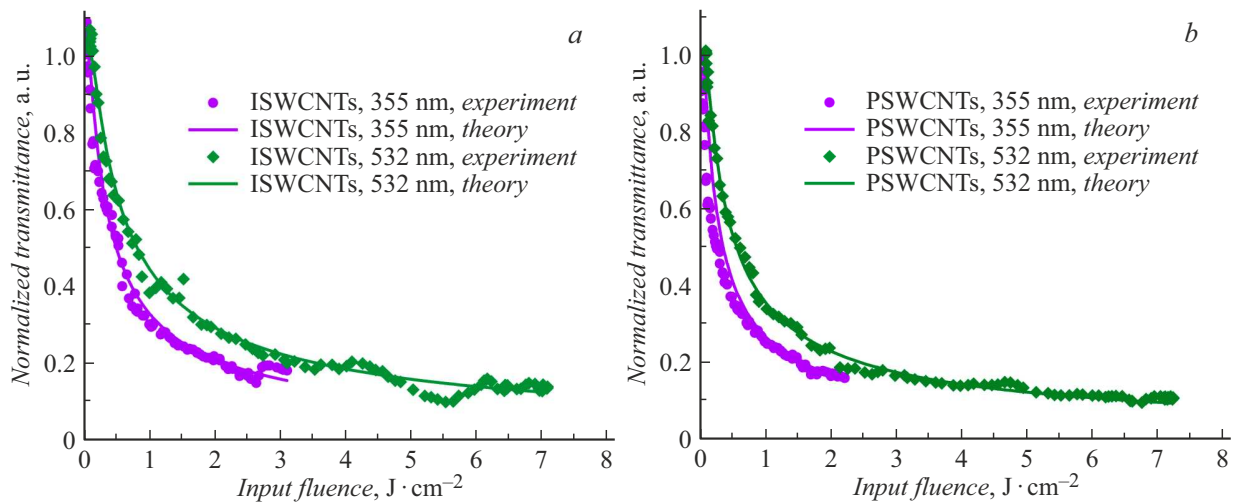 a
Normalized transmittance, a. u.
1.0
0.8
0.6
0.4
0.2
0
ISWCNTs, 355 nm, experiment
ISWCNTs, 355 nm, theory
ISWCNTs, 532 nm, experiment
ISWCNTs, 532 nm, theory
0 1 2 3 4 5 6 7 8
Input fluence, J · cm⁻²
b
Normalized transmittance, a. u.
1.0
0.8
0.6
0.4
0.2
0
PSWCNTs, 355 nm, experiment
PSWCNTs, 355 nm, theory
PSWCNTs, 532 nm, experiment
PSWCNTs, 532 nm, theory
0 1 2 3 4 5 6 7 8
Input fluence, J · cm⁻²